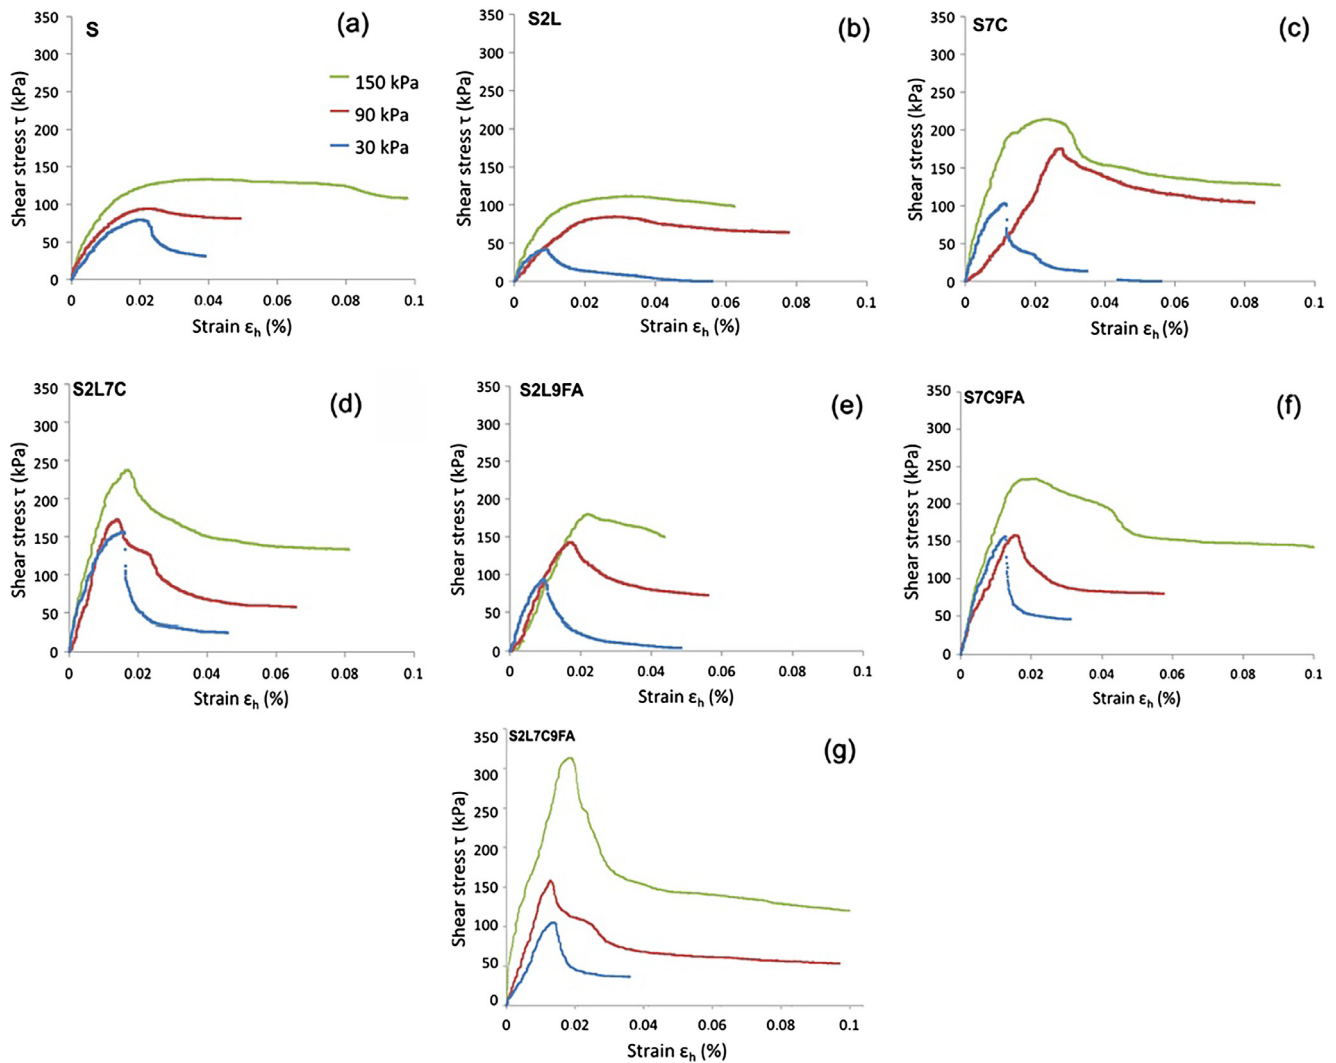 S
(a)
150 kPa
90 kPa
30 kPa
350
300
250
200
150
100
50
0
Shear stress τ (kPa)
0 0.02 0.04 0.06 0.08 0.1
Strain εh (%)
S2L
(b)
350
300
250
200
150
100
50
0
Shear stress τ (kPa)
0 0.02 0.04 0.06 0.08 0.1
Strain εh (%)
S7C
(c)
350
300
250
200
150
100
50
0
Shear stress (kPa)
0 0.02 0.04 0.06 0.08 0.1
Strain εh (%)
S2L7C
(d)
350
300
250
200
150
100
50
0
Shear stress τ (kPa)
0 0.02 0.04 0.06 0.08 0.1
Strain εh (%)
S2L9FA
(e)
350
300
250
200
150
100
50
0
Shear stress τ (kPa)
0 0.02 0.04 0.06 0.08 0.1
Strain εh (%)
S7C9FA
(f)
350
300
250
200
150
100
50
0
Shear stress τ (kPa)
0 0.02 0.04 0.06 0.08 0.1
Strain εh (%)
S2L7C9FA
(g)
350
300
250
200
150
100
50
0
Shear stress τ (kPa)
0 0.02 0.04 0.06 0.08 0.1
Strain εh (%)